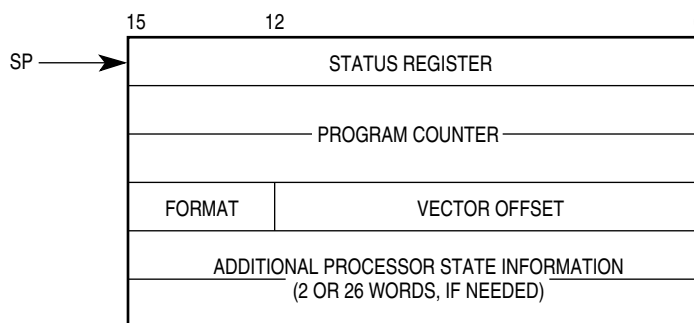 15 12
SP
STATUS REGISTER
PROGRAM COUNTER
FORMAT VECTOR OFFSET
ADDITIONAL PROCESSOR STATE INFORMATION
(2 OR 26 WORDS, IF NEEDED)